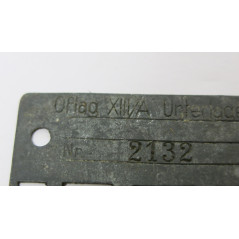 Oflag XIII/A
Nr. 2132